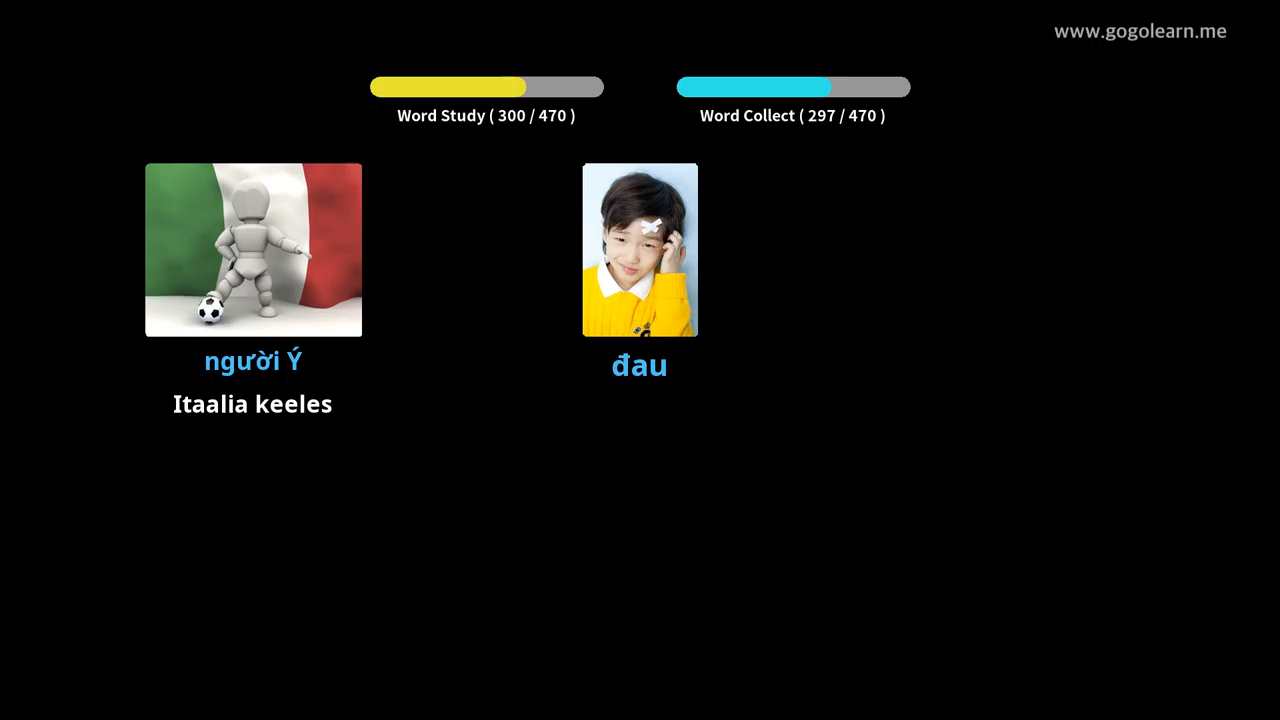 www.gogolearn.me
Word Study ( 300 / 470 )
Word Collect ( 297 / 470 )
người Ý
Itaalia keeles
đau